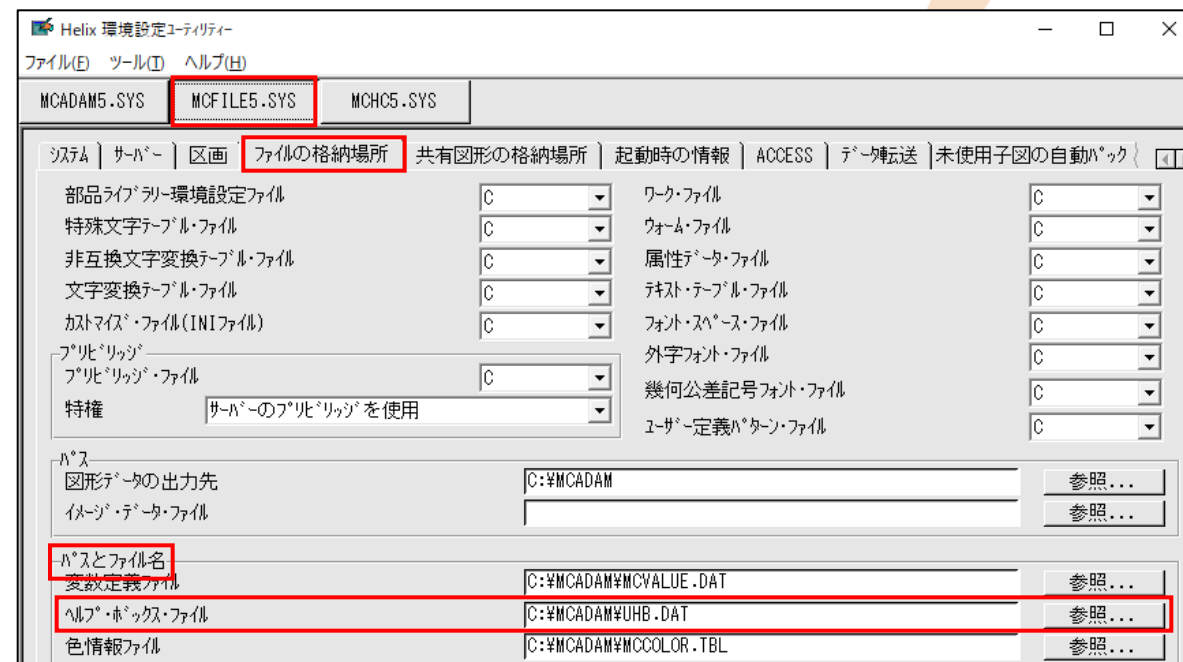 Helix 環境設定ﾕｰﾃｨﾘﾃｨｰ
ﾌｧｲﾙ(F) ﾂｰﾙ(T) ﾍﾙﾌﾟ(H)
MCADAM5.SYS MCFILE5.SYS MCHC5.SYS
ｼｽﾃﾑ ｻｰﾊﾞｰ 区画 ﾌｧｲﾙの格納場所 共有図形の格納場所 起動時の情報 ACCESS ﾃﾞｰﾀ転送 未使用子図の自動ﾊﾟｯｸ
部品ﾗｲﾌﾞﾗﾘｰ環境設定ﾌｧｲﾙ C ﾜｰｸ・ﾌｧｲﾙ C
特殊文字ﾃｰﾌﾞﾙ・ﾌｧｲﾙ C ｳｫｰﾑ・ﾌｧｲﾙ C
非互換文字変換ﾃｰﾌﾞﾙ・ﾌｧｲﾙ C 属性ﾃﾞｰﾀ・ﾌｧｲﾙ C
文字変換ﾃｰﾌﾞﾙ・ﾌｧｲﾙ C ﾃｷｽﾄ・ﾃｰﾌﾞﾙ・ﾌｧｲﾙ C
ｶｽﾄﾏｲｽﾞ・ﾌｧｲﾙ(INIﾌｧｲﾙ) C ﾌｫﾝﾄ・ｽﾍﾟｰｽ・ﾌｧｲﾙ C
ﾌﾟﾘﾋﾞﾘｯｼﾞ 外字ﾌｫﾝﾄ・ﾌｧｲﾙ C
ﾌﾟﾘﾋﾞﾘｯｼﾞ・ﾌｧｲﾙ C 幾何公差記号ﾌｫﾝﾄ・ﾌｧｲﾙ C
特権 ｻｰﾊﾞｰのﾌﾟﾘﾋﾞﾘｯｼﾞを使用 ﾕｰｻﾞｰ定義ﾊﾟﾀｰﾝ・ﾌｧｲﾙ C
ﾊﾟｽ
図形ﾃﾞｰﾀの出力先 C:¥MCADAM 参照...
ｲﾒｰｼﾞ・ﾃﾞｰﾀ・ﾌｧｲﾙ 参照...
ﾊﾟｽとﾌｧｲﾙ名
変数定義ﾌｧｲﾙ C:¥MCADAM¥MCVALUE.DAT 参照...
ﾍﾙﾌﾟ・ﾎﾞｯｸｽ・ﾌｧｲﾙ C:¥MCADAM¥UHB.DAT 参照...
色情報ﾌｧｲﾙ C:¥MCADAM¥MCCOLOR.TBL 参照...